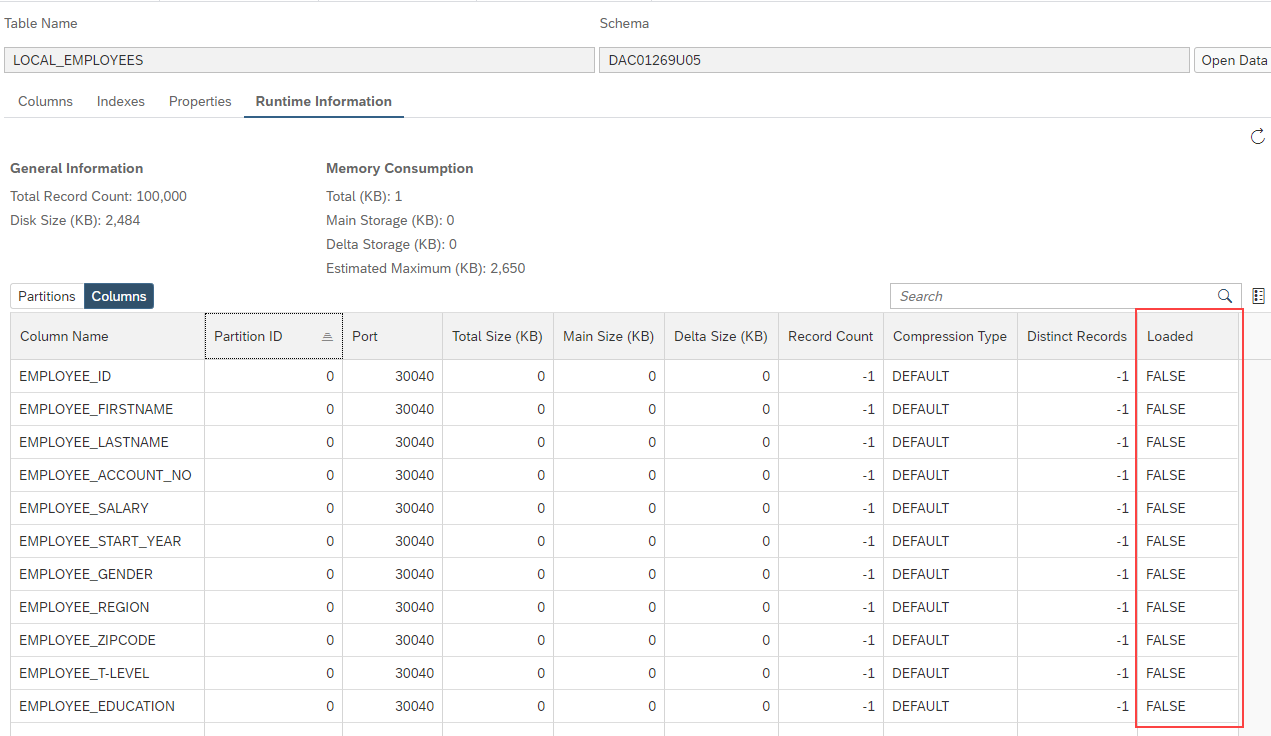 Table Name Schema
LOCAL_EMPLOYEES DAC01269U05 Open Data
Columns Indexes Properties Runtime Information
General Information Memory Consumption
Total Record Count: 100,000 Total (KB): 1
Disk Size (KB): 2,484 Main Storage (KB): 0
Delta Storage (KB): 0
Estimated Maximum (KB): 2,650
Partitions Columns Search
Column Name Partition ID Port Total Size (KB) Main Size (KB) Delta Size (KB) Record Count Compression Type Distinct Records Loaded
EMPLOYEE_ID 0 30040 0 0 0 -1 DEFAULT -1 FALSE
EMPLOYEE_FIRSTNAME 0 30040 0 0 0 -1 DEFAULT -1 FALSE
EMPLOYEE_LASTNAME 0 30040 0 0 0 -1 DEFAULT -1 FALSE
EMPLOYEE_ACCOUNT_NO 0 30040 0 0 0 -1 DEFAULT -1 FALSE
EMPLOYEE_SALARY 0 30040 0 0 0 -1 DEFAULT -1 FALSE
EMPLOYEE_START_YEAR 0 30040 0 0 0 -1 DEFAULT -1 FALSE
EMPLOYEE_GENDER 0 30040 0 0 0 -1 DEFAULT -1 FALSE
EMPLOYEE_REGION 0 30040 0 0 0 -1 DEFAULT -1 FALSE
EMPLOYEE_ZIPCODE 0 30040 0 0 0 -1 DEFAULT -1 FALSE
EMPLOYEE_T-LEVEL 0 30040 0 0 0 -1 DEFAULT -1 FALSE
EMPLOYEE_EDUCATION 0 30040 0 0 0 -1 DEFAULT -1 FALSE